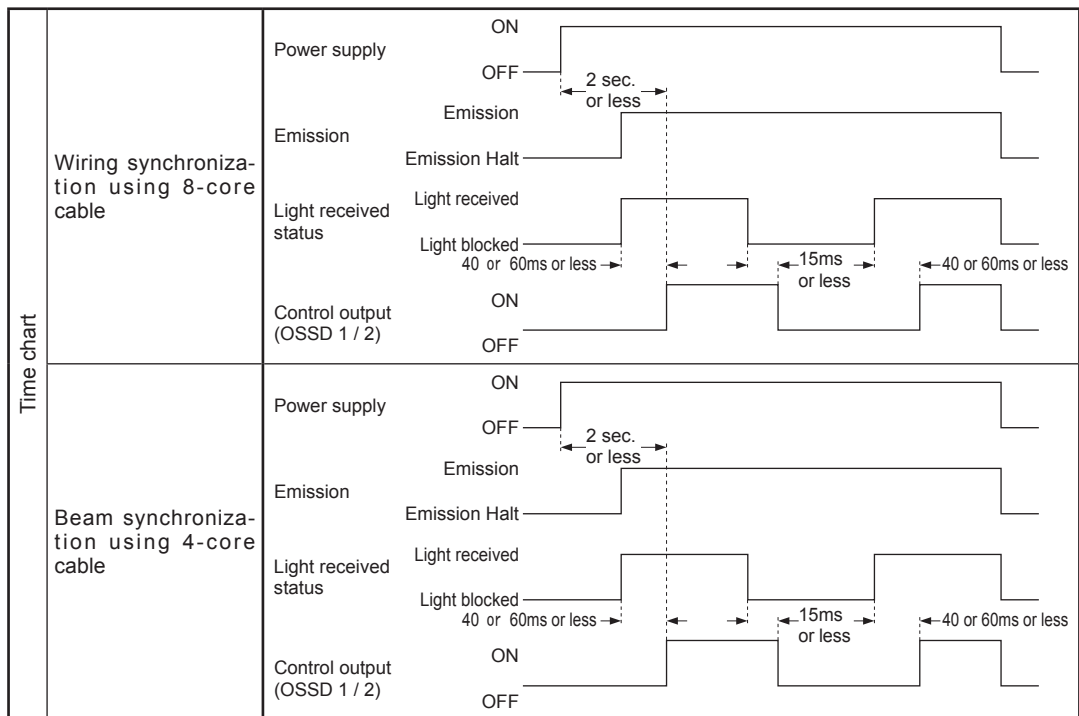 Time chart
Wiring synchroniza-
tion using 8-core
cable
Power supply
ON
OFF
2 sec.
or less
Emission
Emission
Emission Halt
Light received
status
Light received
Light blocked
40 or 60ms or less
15ms
or less
40 or 60ms or less
Control output
(OSSD 1 / 2)
ON
OFF
Beam synchroniza-
tion using 4-core
cable
Power supply
ON
OFF
2 sec.
or less
Emission
Emission
Emission Halt
Light received
status
Light received
Light blocked
40 or 60ms or less
15ms
or less
40 or 60ms or less
Control output
(OSSD 1 / 2)
ON
OFF